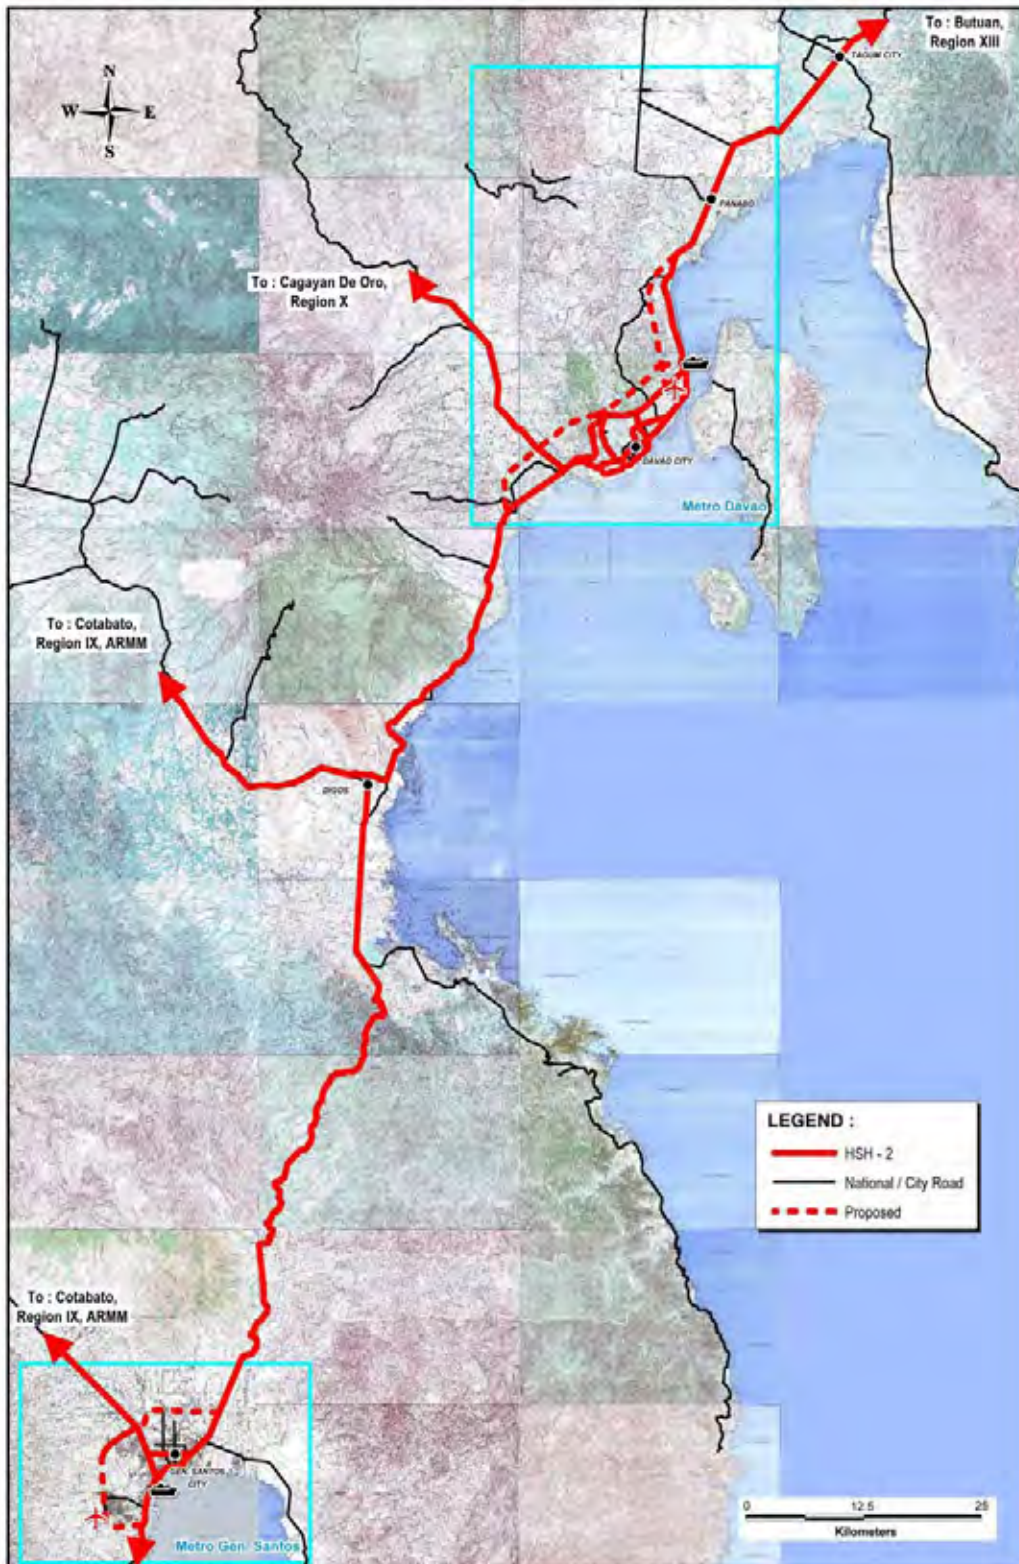 To : Butuan,
Region XIII
TAGUM CITY
N
W E
S
PANABO
To : Cagayan De Oro,
Region X
DAVAO CITY
Metro Davao
To : Cotabato,
Region IX, ARMM
DIGOS
LEGEND :
HSH - 2
National / City Road
Proposed
To : Cotabato,
Region IX, ARMM
GEN. SANTOS
CITY
Metro Gen. Santos
0 12.5 25
Kilometers